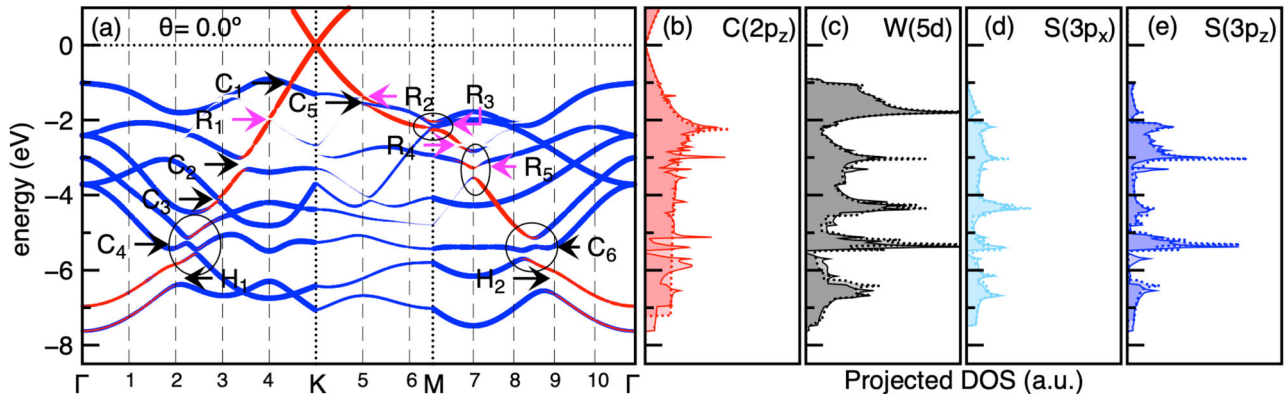 (a) θ= 0.0° (b) C(2pz) (c) W(5d) (d) S(3px) (e) S(3pz)
0
C1
C5 R2 R3
−2
R1 R4
C2 R5
energy (eV)
−4
C3
C4 C6
−6
H1 H2
−8
Γ 1 2 3 4 K 5 6 M 7 8 9 10 Γ
Projected DOS (a.u.)